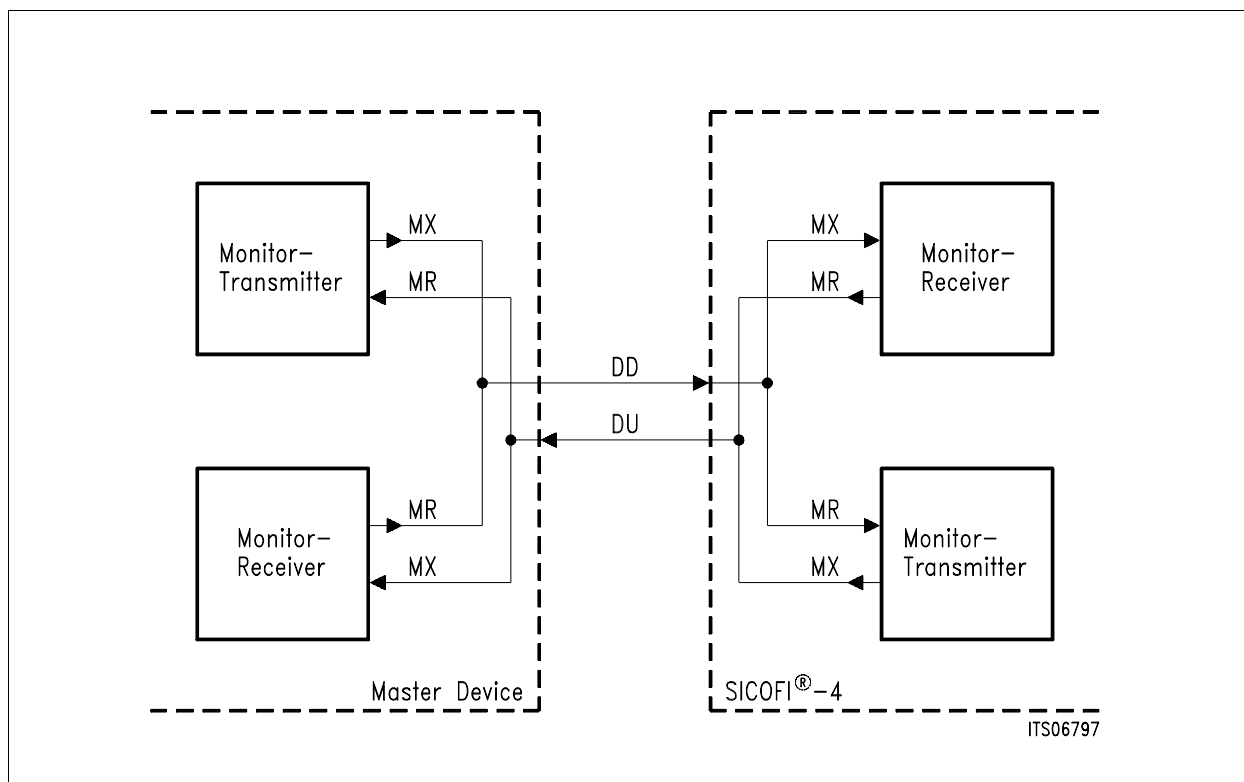 Monitor-
Transmitter
MX
MR
MX
MR
Monitor-
Receiver
DD
DU
Monitor-
Receiver
MR
MX
MR
MX
Monitor-
Transmitter
Master Device
SICOFI®-4
ITS06797